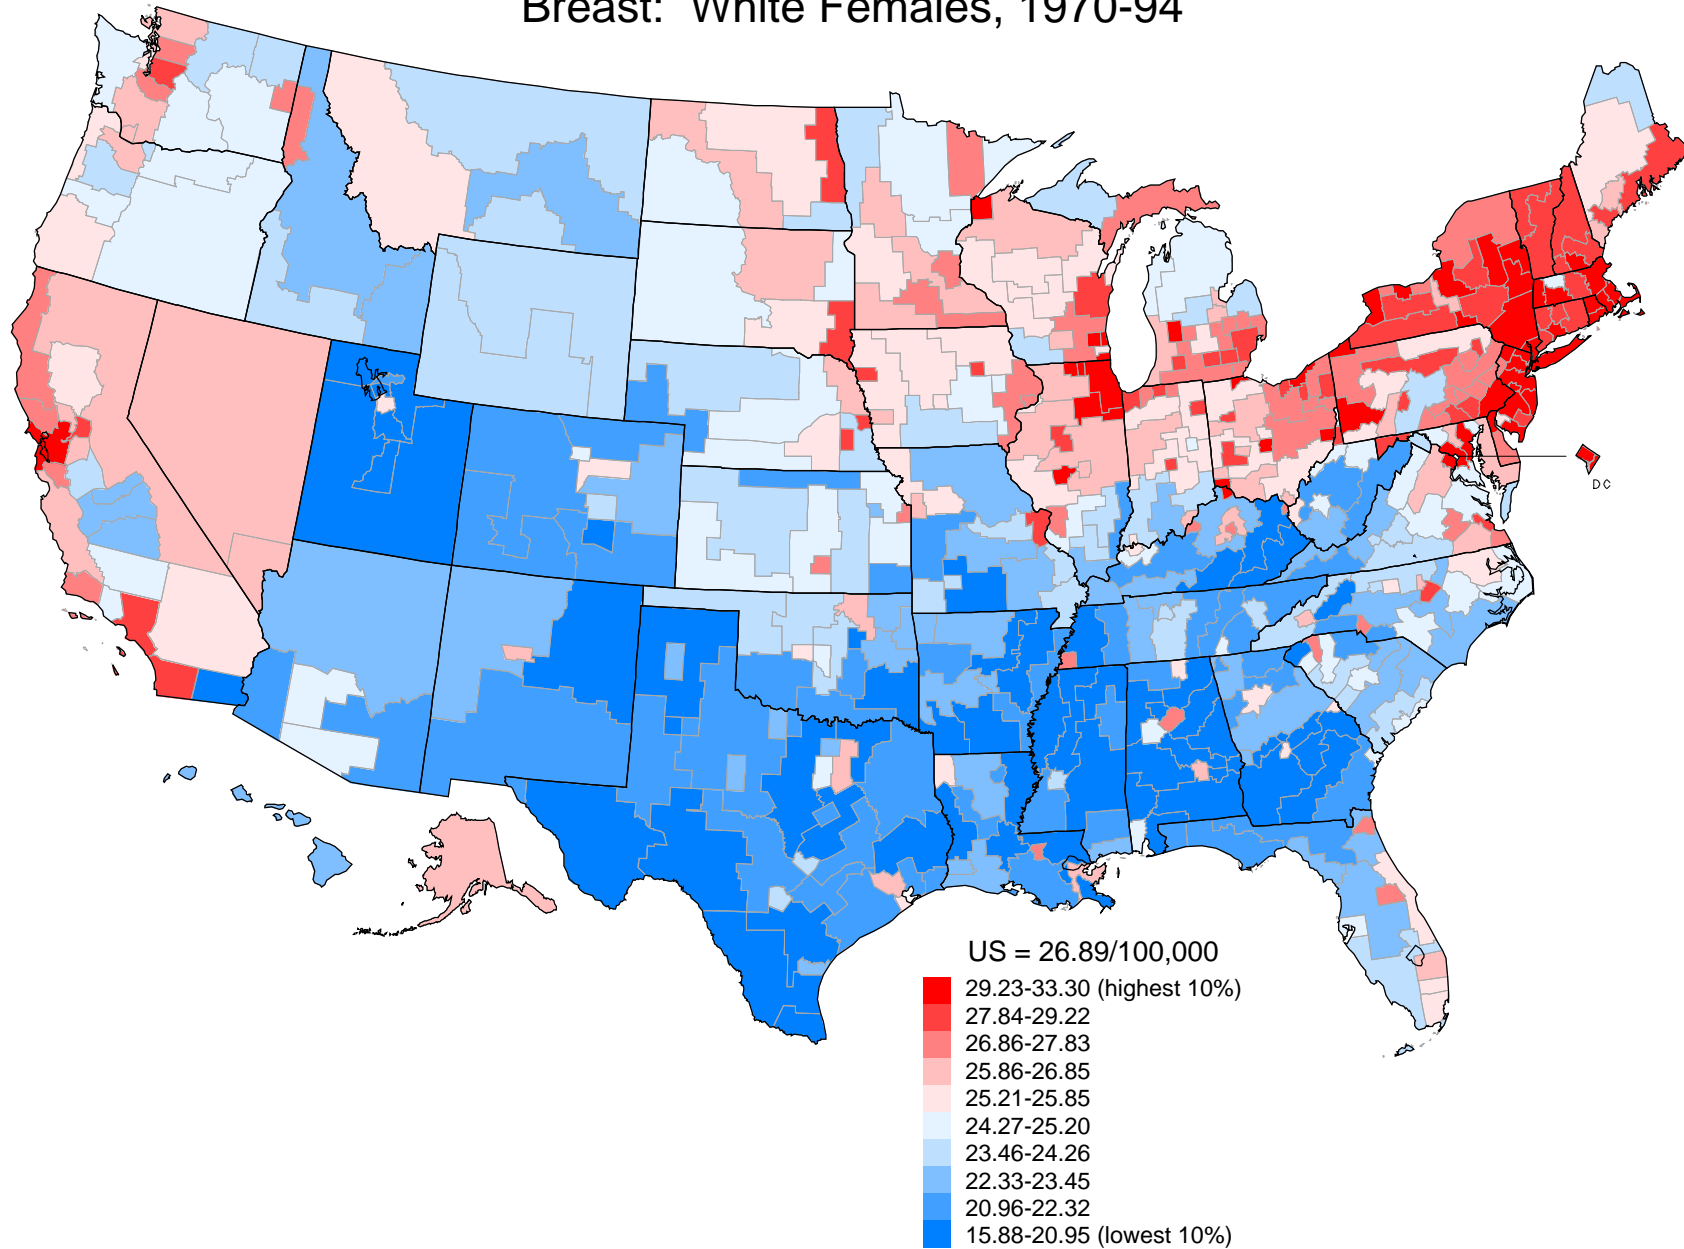 Breast: White Females, 1970-94
DC
US = 26.89/100,000
29.23-33.30 (highest 10%)
27.84-29.22
26.86-27.83
25.86-26.85
25.21-25.85
24.27-25.20
23.46-24.26
22.33-23.45
20.96-22.32
15.88-20.95 (lowest 10%)